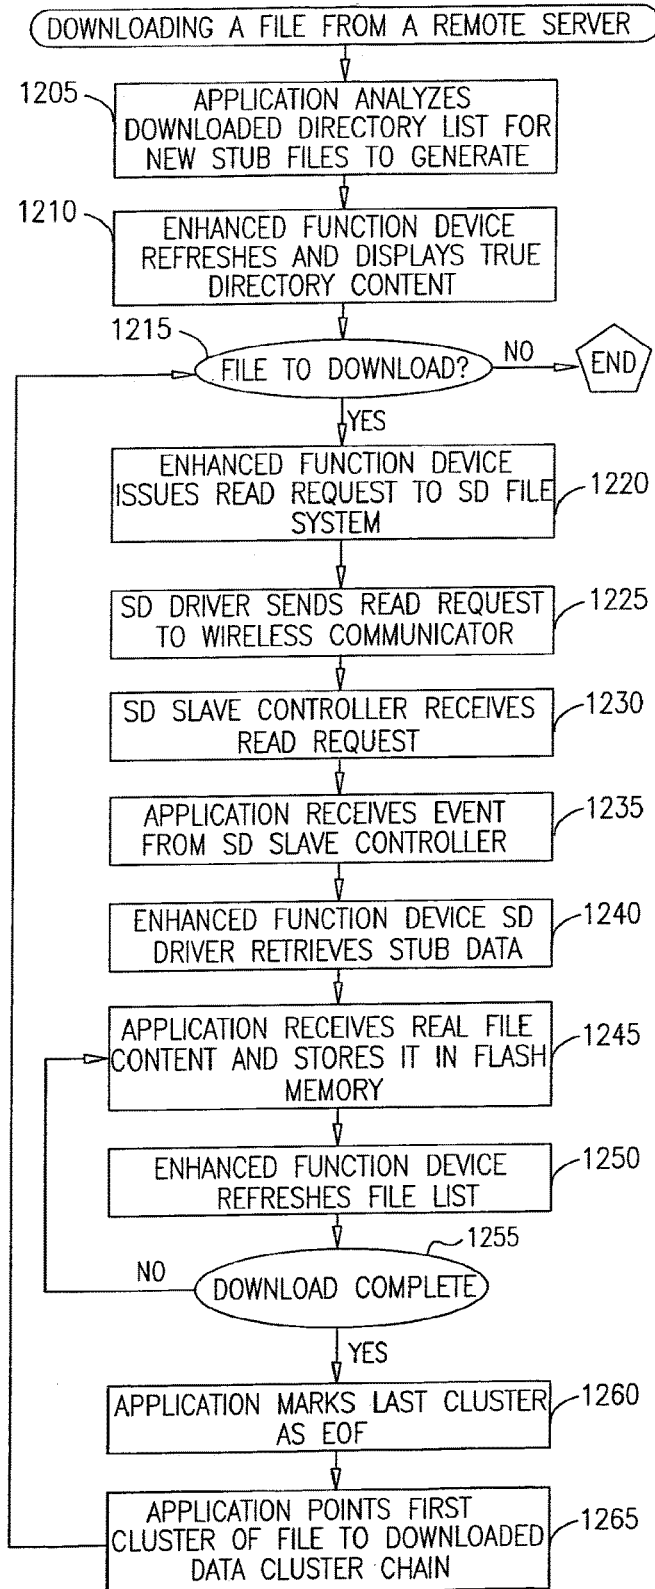 DOWNLOADING A FILE FROM A REMOTE SERVER
1205
APPLICATION ANALYZES
DOWNLOADED DIRECTORY LIST FOR
NEW STUB FILES TO GENERATE
1210
ENHANCED FUNCTION DEVICE
REFRESHES AND DISPLAYS TRUE
DIRECTORY CONTENT
1215
FILE TO DOWNLOAD?
NO
END
YES
ENHANCED FUNCTION DEVICE
ISSUES READ REQUEST TO SD FILE
SYSTEM
1220
SD DRIVER SENDS READ REQUEST
TO WIRELESS COMMUNICATOR
1225
SD SLAVE CONTROLLER RECEIVES
READ REQUEST
1230
APPLICATION RECEIVES EVENT
FROM SD SLAVE CONTROLLER
1235
ENHANCED FUNCTION DEVICE SD
DRIVER RETRIEVES STUB DATA
1240
APPLICATION RECEIVES REAL FILE
CONTENT AND STORES IT IN FLASH
MEMORY
1245
ENHANCED FUNCTION DEVICE
REFRESHES FILE LIST
1250
1255
NO
DOWNLOAD COMPLETE
YES
APPLICATION MARKS LAST CLUSTER
AS EOF
1260
APPLICATION POINTS FIRST
CLUSTER OF FILE TO DOWNLOADED
DATA CLUSTER CHAIN
1265